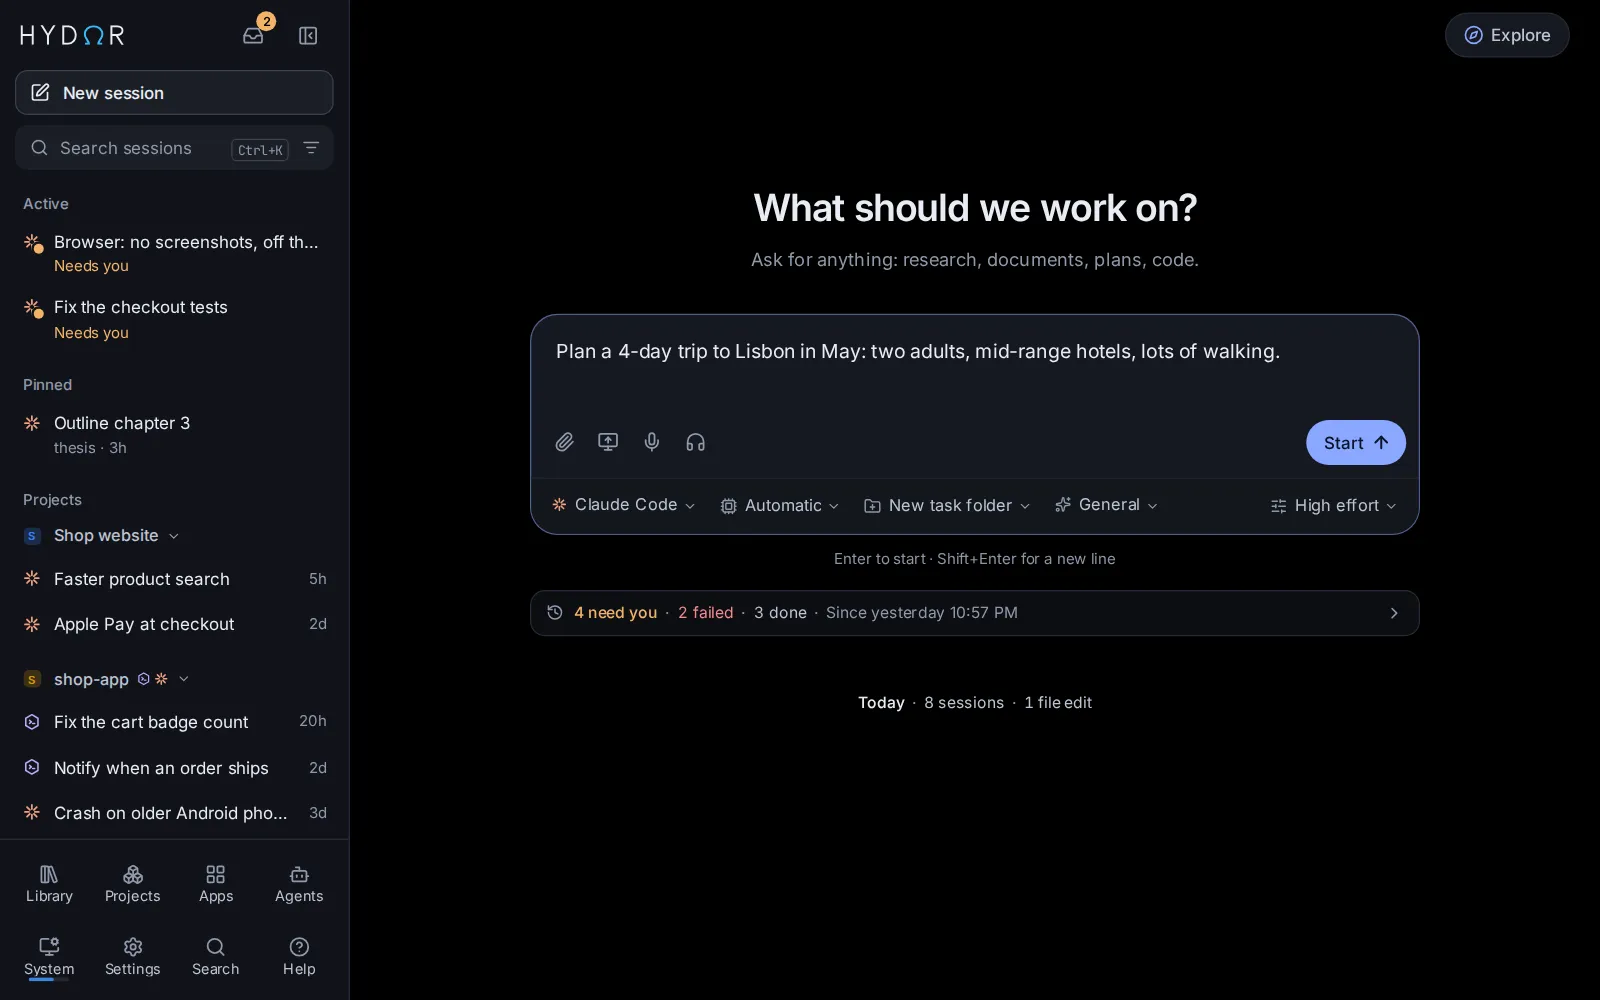 HYDΩR
2
New session
Search sessions Ctrl+K
Active
Browser: no screenshots, off th...
Needs you
Fix the checkout tests
Needs you
Pinned
Outline chapter 3
thesis · 3h
Projects
S Shop website
Faster product search 5h
Apple Pay at checkout 2d
S shop-app
Fix the cart badge count 20h
Notify when an order ships 2d
Crash on older Android pho... 3d
Library Projects Apps Agents
System Settings Search Help
Explore
What should we work on?
Ask for anything: research, documents, plans, code.
Plan a 4-day trip to Lisbon in May: two adults, mid-range hotels, lots of walking.
Start
Claude Code Automatic New task folder General High effort
Enter to start · Shift+Enter for a new line
4 need you · 2 failed · 3 done · Since yesterday 10:57 PM
Today · 8 sessions · 1 file edit